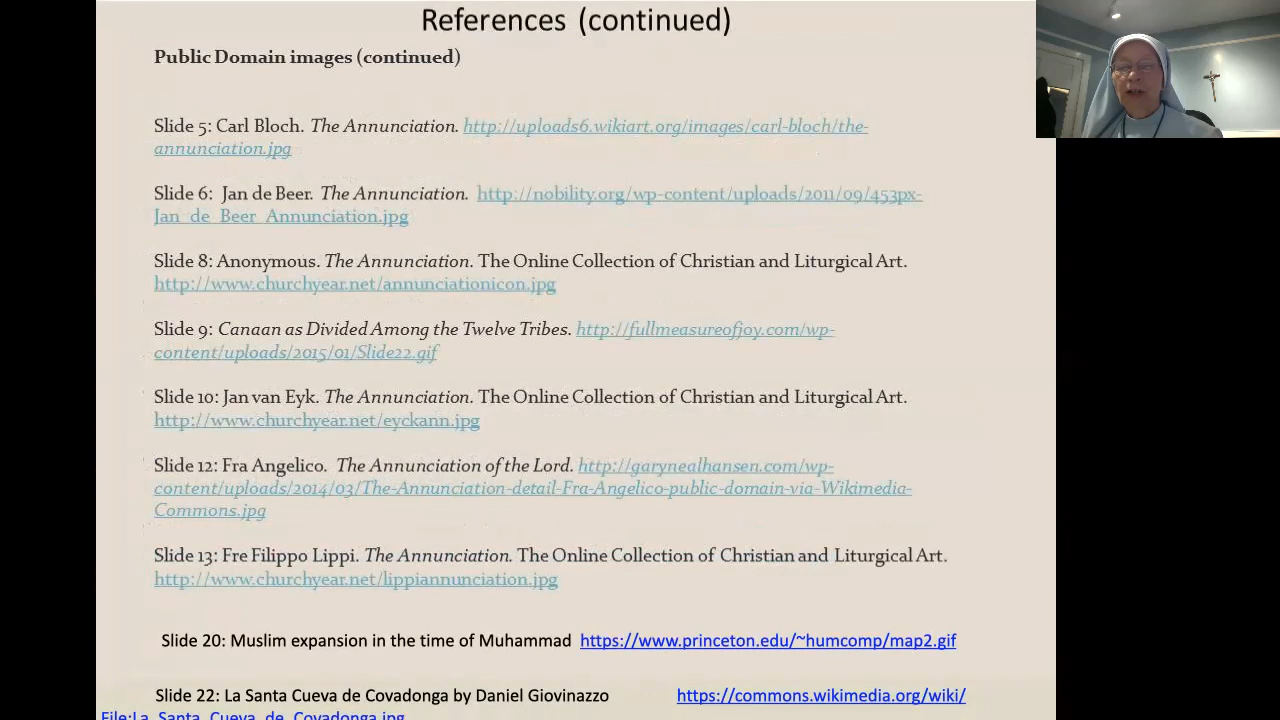 References (continued)
Public Domain images (continued)
Slide 5: Carl Bloch. The Annunciation. http://uploads6.wikiart.org/images/carl-bloch/the-
annunciation.jpg
Slide 6: Jan de Beer. The Annunciation. http://nobility.org/wp-content/uploads/2011/09/453px-
Jan_de_Beer_Annunciation.jpg
Slide 8: Anonymous. The Annunciation. The Online Collection of Christian and Liturgical Art.
http://www.churchyear.net/annunciationicon.jpg
Slide 9: Canaan as Divided Among the Twelve Tribes. http://fullmeasureofjoy.com/wp-
content/uploads/2015/01/Slide22.gif
Slide 10: Jan van Eyk. The Annunciation. The Online Collection of Christian and Liturgical Art.
http://www.churchyear.net/eyckann.jpg
Slide 12: Fra Angelico. The Annunciation of the Lord. http://garynealhansen.com/wp-
content/uploads/2014/03/The-Annunciation-detail-Fra-Angelico-public-domain-via-Wikimedia-
Commons.jpg
Slide 13: Fre Filippo Lippi. The Annunciation. The Online Collection of Christian and Liturgical Art.
http://www.churchyear.net/lippiannunciation.jpg
Slide 20: Muslim expansion in the time of Muhammad https://www.princeton.edu/~humcomp/map2.gif
Slide 22: La Santa Cueva de Covadonga by Daniel Giovinazzo https://commons.wikimedia.org/wiki/
File:La_Santa_Cueva_de_Covadonga.jpg